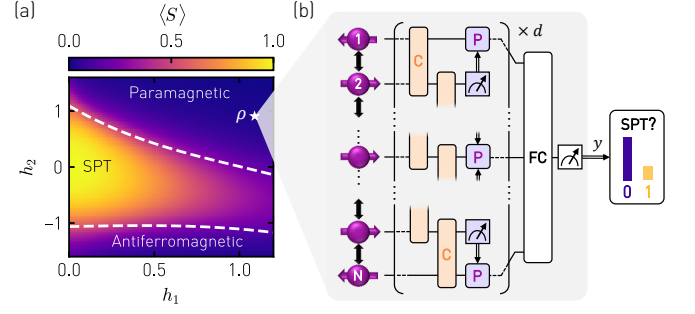 (a)
⟨S⟩
0.0 0.5 1.0
Paramagnetic
ρ
SPT
Antiferromagnetic
1
0
−1
h₂
0.0 0.5 1.0
h₁
(b)
× d
1
C
P
2
P
FC
y
SPT?
0 1
C
N
P